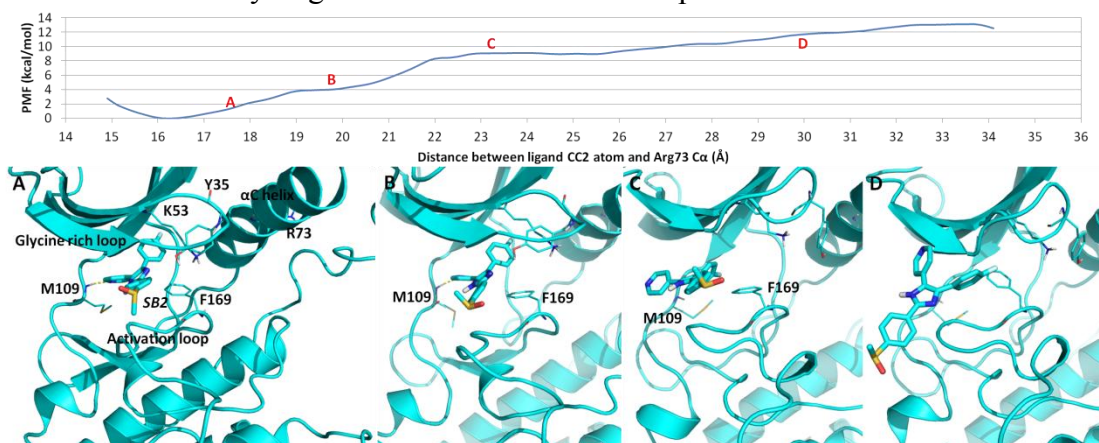 14
12
10
8
6
4
2
0
PMF (kcal/mol)
A
B
C
D
14 15 16 17 18 19 20 21 22 23 24 25 26 27 28 29 30 31 32 33 34 35 36
Distance between ligand CC2 atom and Arg73 Cα (Å)
A
Y35
αC helix
K53
R73
Glycine rich loop
M109
SB2
F169
Activation loop
B
M109
F169
C
F169
M109
D